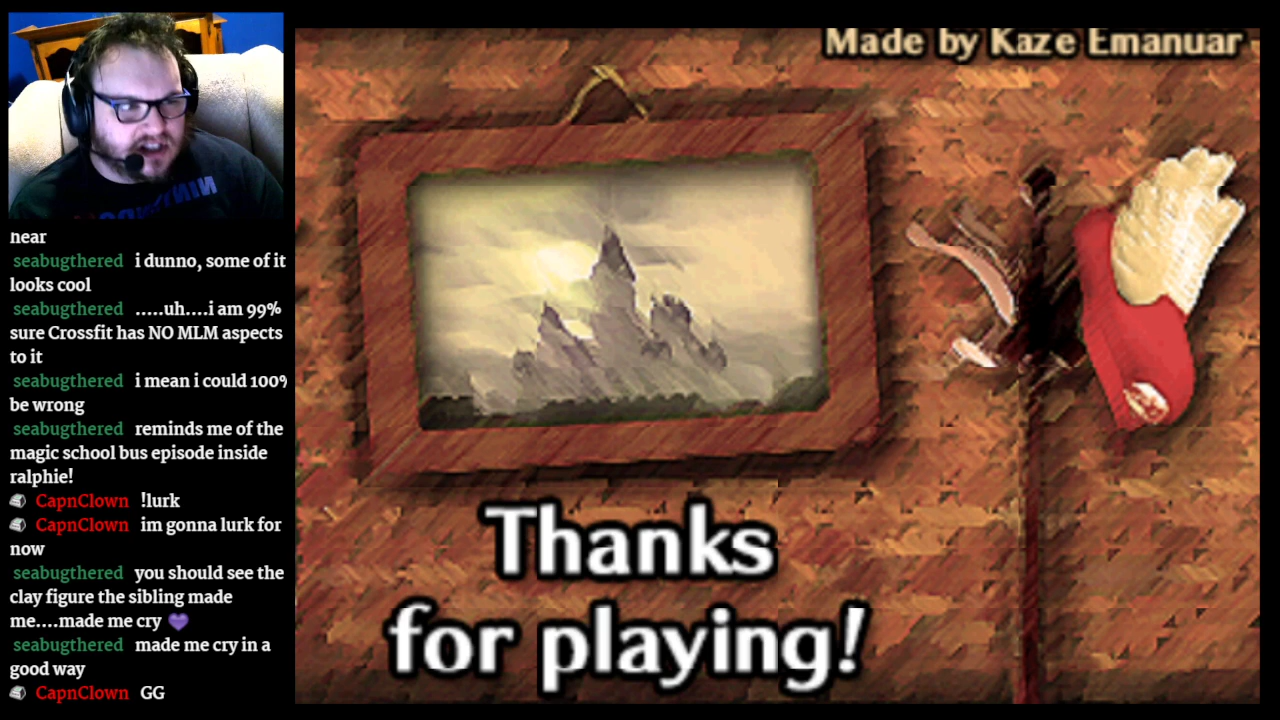 near
seabugthered i dunno, some of it
looks cool
seabugthered .....uh....i am 99%
sure Crossfit has NO MLM aspects
to it
seabugthered i mean i could 100%
be wrong
seabugthered reminds me of the
magic school bus episode inside
ralphie!
CapnClown !lurk
CapnClown im gonna lurk for
now
seabugthered you should see the
clay figure the sibling made
me....made me cry 💜
seabugthered made me cry in a
good way
CapnClown GG
Made by Kaze Emanuar
Thanks
for playing!